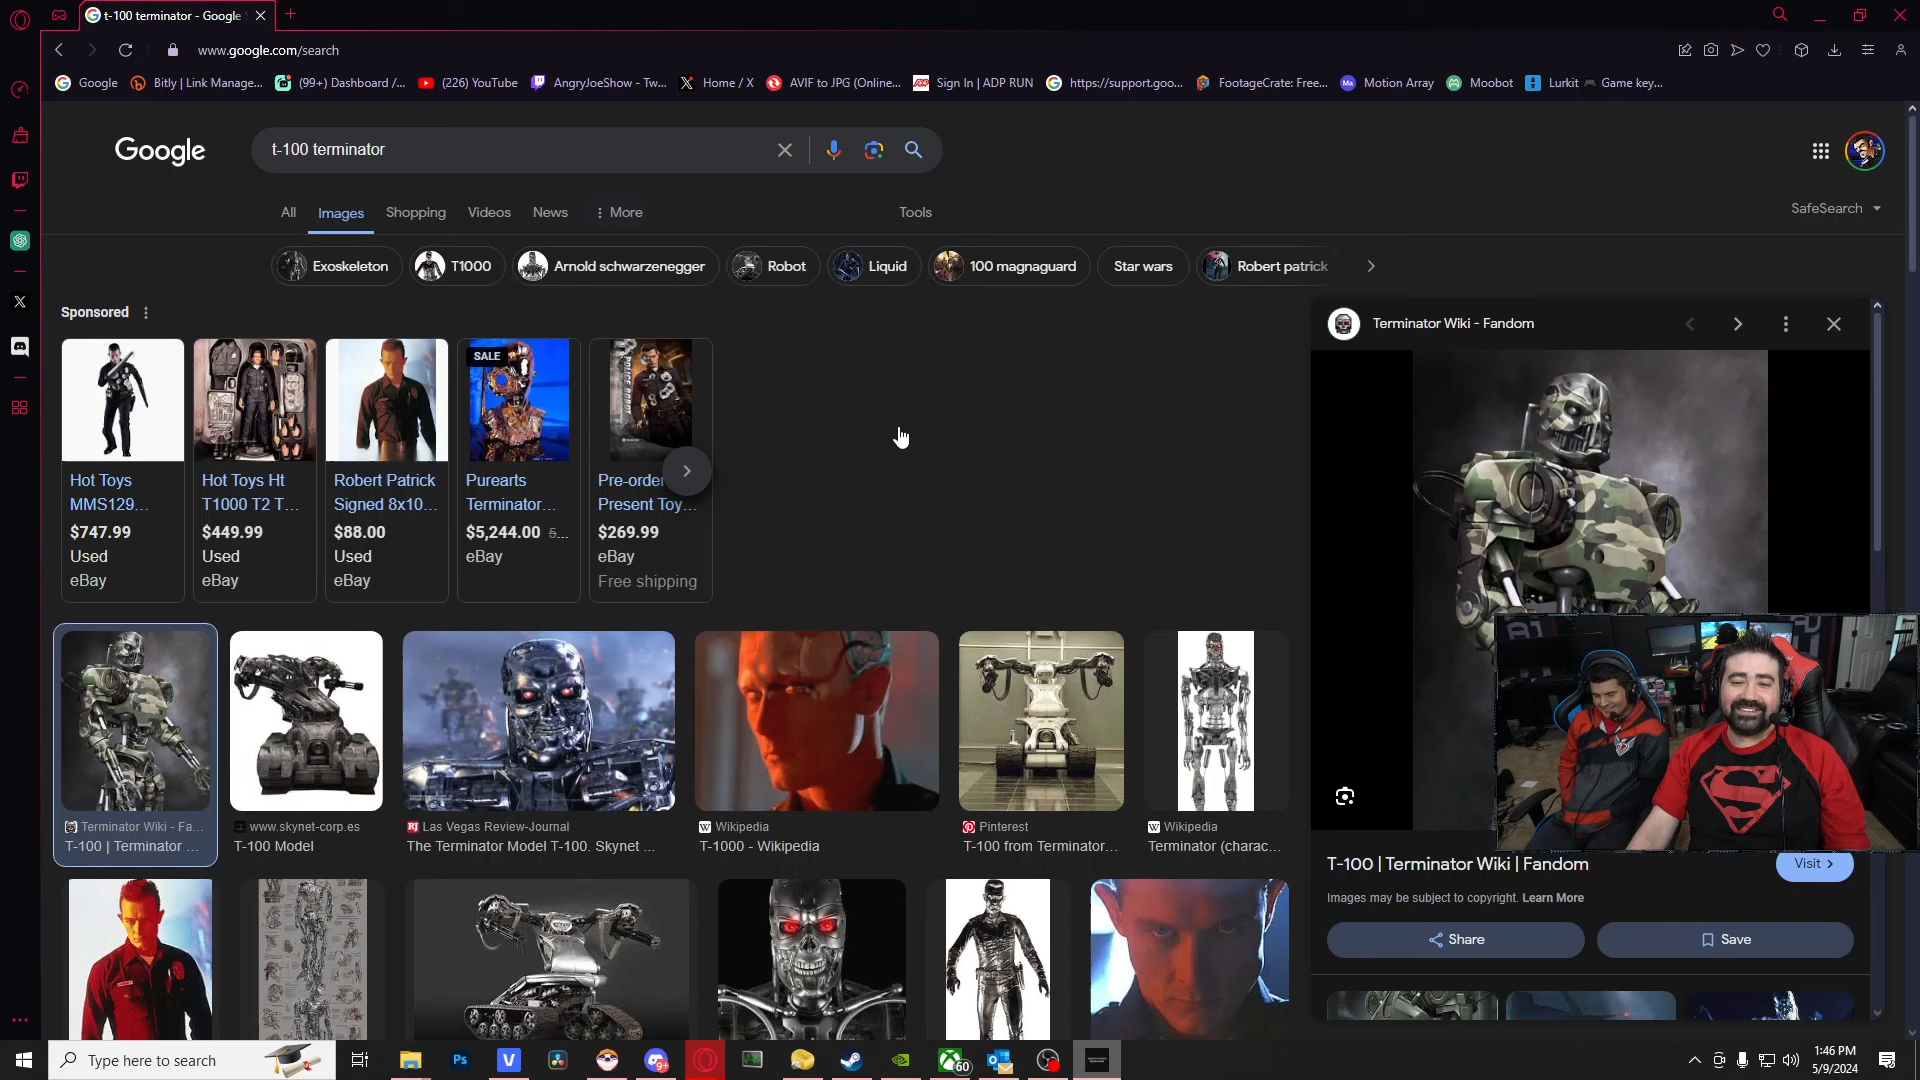 t-100 terminator - Google
www.google.com/search
Google
Bitly | Link Manage...
(99+) Dashboard /...
(226) YouTube
AngryJoeShow - Tw...
Home / X
AVIF to JPG (Online...
Sign In | ADP RUN
https://support.goo...
FootageCrate: Free...
Motion Array
Moobot
Lurkit 🎮 Game key...
Google
t-100 terminator
All
Images
Shopping
Videos
News
More
Tools
SafeSearch
Exoskeleton
T1000
Arnold schwarzenegger
Robot
Liquid
100 magnaguard
Star wars
Robert patrick
Sponsored
Hot Toys
MMS129...
$747.99
Used
eBay
Hot Toys Ht
T1000 T2 T...
$449.99
Used
eBay
Robert Patrick
Signed 8x10...
$88.00
Used
eBay
SALE
Purearts
Terminator...
$5,244.00 5...
eBay
Pre-order
Present Toy...
$269.99
eBay
Free shipping
Terminator Wiki - Fa...
T-100 | Terminator ...
www.skynet-corp.es
T-100 Model
Las Vegas Review-Journal
The Terminator Model T-100. Skynet ...
Wikipedia
T-1000 - Wikipedia
Pinterest
T-100 from Terminator...
Wikipedia
Terminator (charac...
Terminator Wiki - Fandom
T-100 | Terminator Wiki | Fandom
Visit >
Images may be subject to copyright. Learn More
Share
Save
Type here to search
Ps
V
9+
60
1:46 PM
5/9/2024